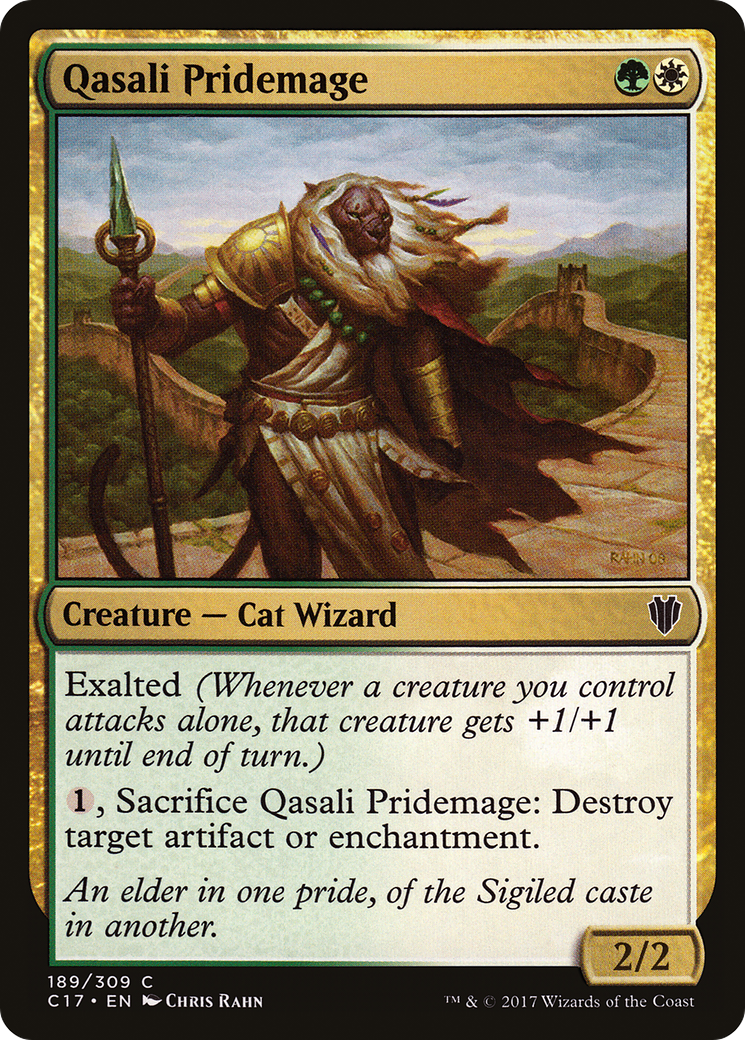 Qasali Pridemage
RAHN 08
Creature — Cat Wizard
Exalted (Whenever a creature you control
attacks alone, that creature gets +1/+1
until end of turn.)
1, Sacrifice Qasali Pridemage: Destroy
target artifact or enchantment.
An elder in one pride, of the Sigiled caste
in another.
2/2
189/309 C
C17 • EN Chris Rahn
™ & © 2017 Wizards of the Coast